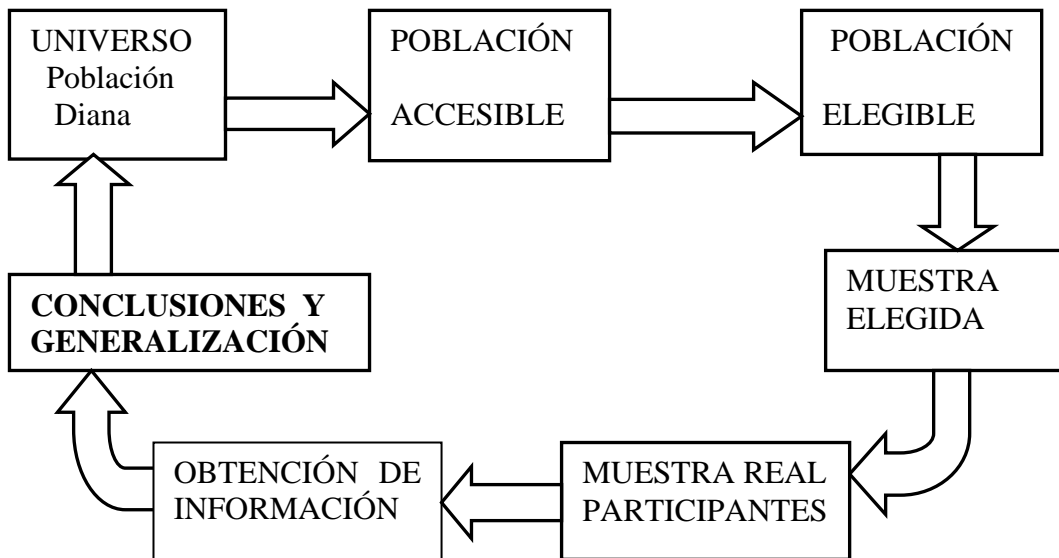 UNIVERSO
Población
Diana
POBLACIÓN
ACCESIBLE
POBLACIÓN
ELEGIBLE
MUESTRA
ELEGIDA
MUESTRA REAL
PARTICIPANTES
OBTENCIÓN DE
INFORMACIÓN
CONCLUSIONES Y
GENERALIZACIÓN